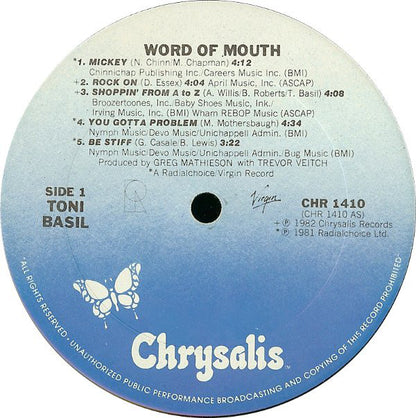 WORD OF MOUTH
*1. MICKEY (N. Chinn/M. Chapman) 4:12
Chinnichap Publishing Inc./Careers Music Inc. (BMI)
+2. ROCK ON (D. Essex) 4:04 April Music Inc. (ASCAP)
+3. SHOPPIN' FROM A to Z (A. Willis/B. Roberts/T. Basil) 4:08
Broozertoones, Inc./Baby Shoes Music, Ink./
Irving Music, Inc. (BMI) Wham REBOP Music (ASCAP)
*4. YOU GOTTA PROBLEM (M. Mothersbaugh) 4:34
Nymph Music/Devo Music/Unichappell Admin. (BMI)
*5. BE STIFF (G. Casale/B. Lewis) 3:22
Nymph Music/Devo Music/Unichappell Admin./Bug Music (BMI)
Produced by GREG MATHIESON with TREVOR VEITCH
*A Radialchoice/Virgin Record
SIDE 1
TONI
BASIL
Virgin
CHR 1410
(CHR 1410 AS)
+ ℗ 1982 Chrysalis Records
* ℗ 1981 Radialchoice Ltd.
Chrysalis
TM
ALL RIGHTS RESERVED · UNAUTHORIZED PUBLIC PERFORMANCE BROADCASTING AND COPYING OF THIS RECORD PROHIBITED